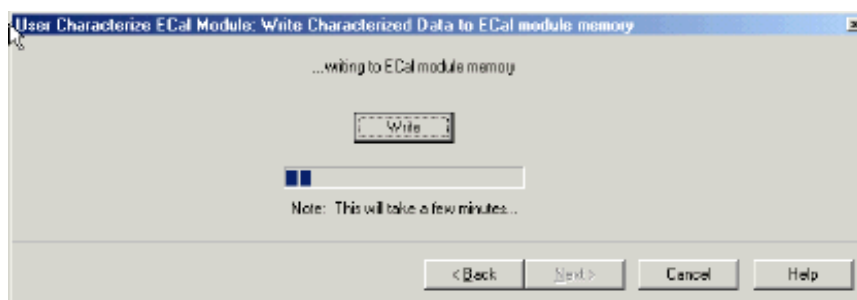 User Characterize ECal Module: Write Characterized Data to ECal module memory
...writing to ECal module memory
Write
Note: This will take a few minutes...
< Back Next > Cancel Help